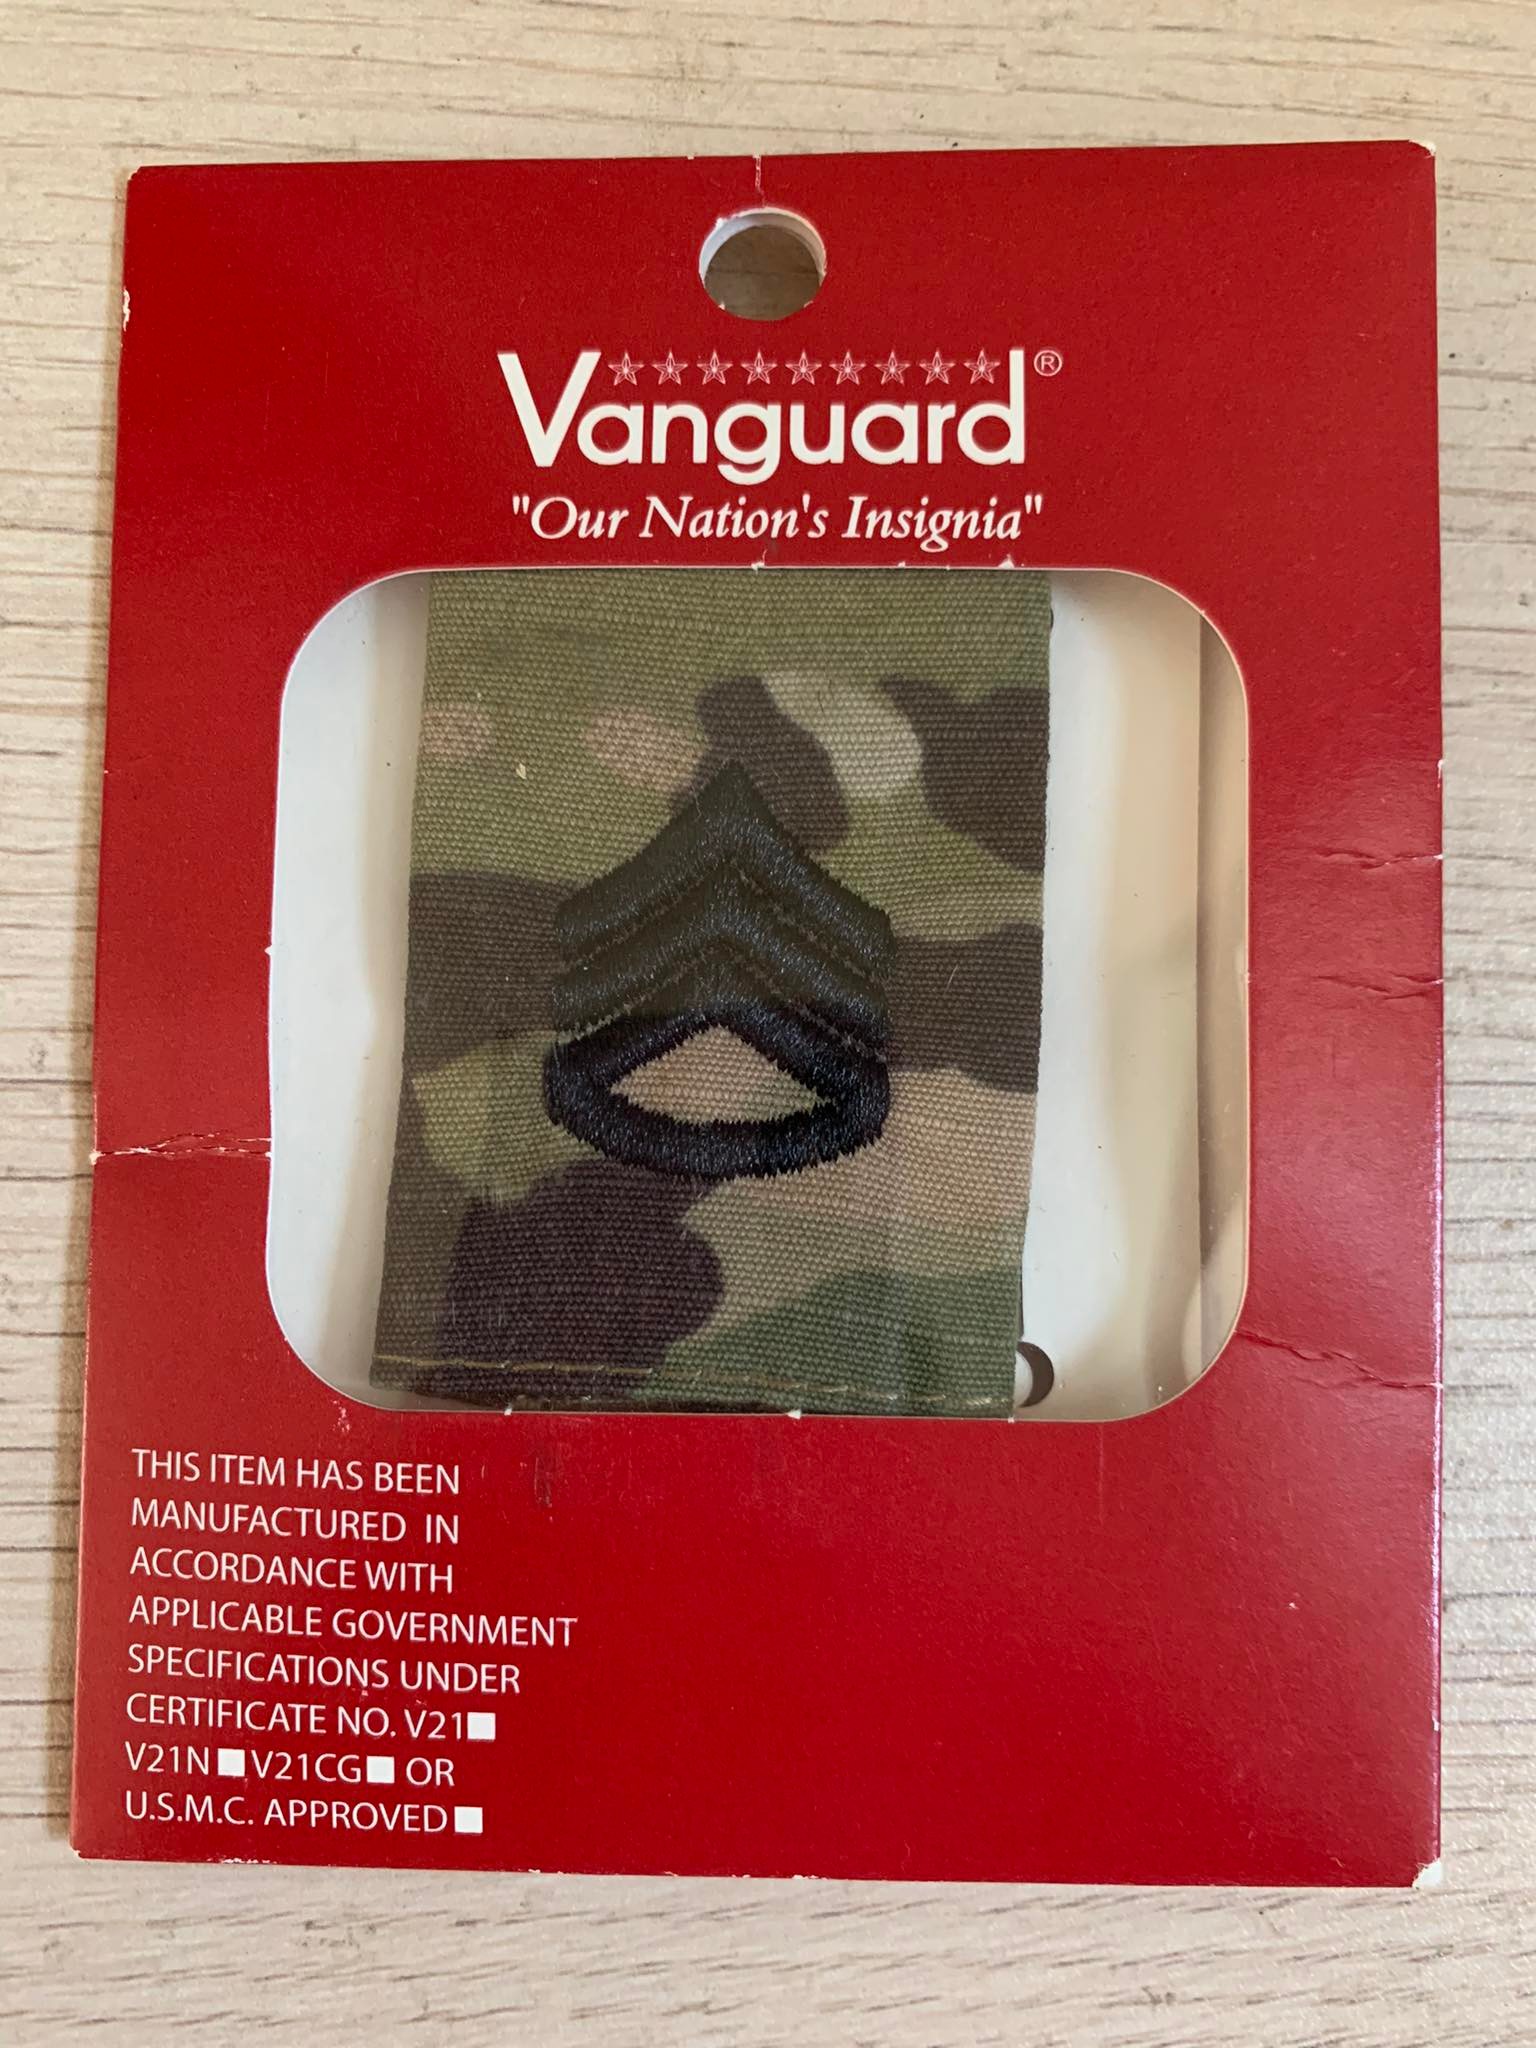 Vanguard®
"Our Nation's Insignia"
THIS ITEM HAS BEEN
MANUFACTURED IN
ACCORDANCE WITH
APPLICABLE GOVERNMENT
SPECIFICATIONS UNDER
CERTIFICATE NO. V21■
V21N■V21CG■ OR
U.S.M.C. APPROVED■